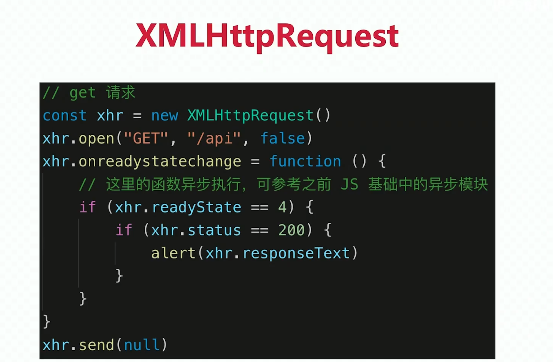 XMLHttpRequest
// get 请求
const xhr = new XMLHttpRequest()
xhr.open("GET", "/api", false)
xhr.onreadystatechange = function () {
// 这里的函数异步执行，可参考之前 JS 基础中的异步模块
if (xhr.readyState == 4) {
if (xhr.status == 200) {
alert(xhr.responseText)
}
}
}
xhr.send(null)